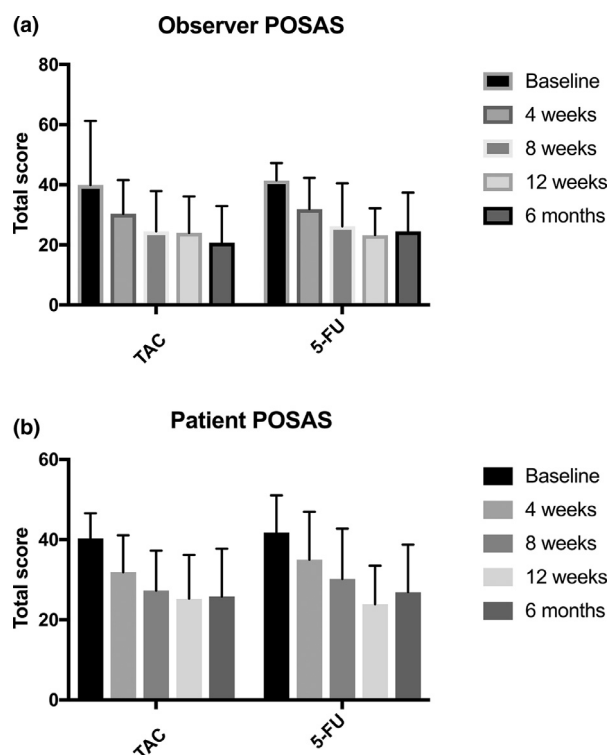 (a)
Observer POSAS
Total score
80
60
40
20
0
TAC
5-FU
Baseline
4 weeks
8 weeks
12 weeks
6 months
(b)
Patient POSAS
Total score
60
40
20
0
TAC
5-FU
Baseline
4 weeks
8 weeks
12 weeks
6 months